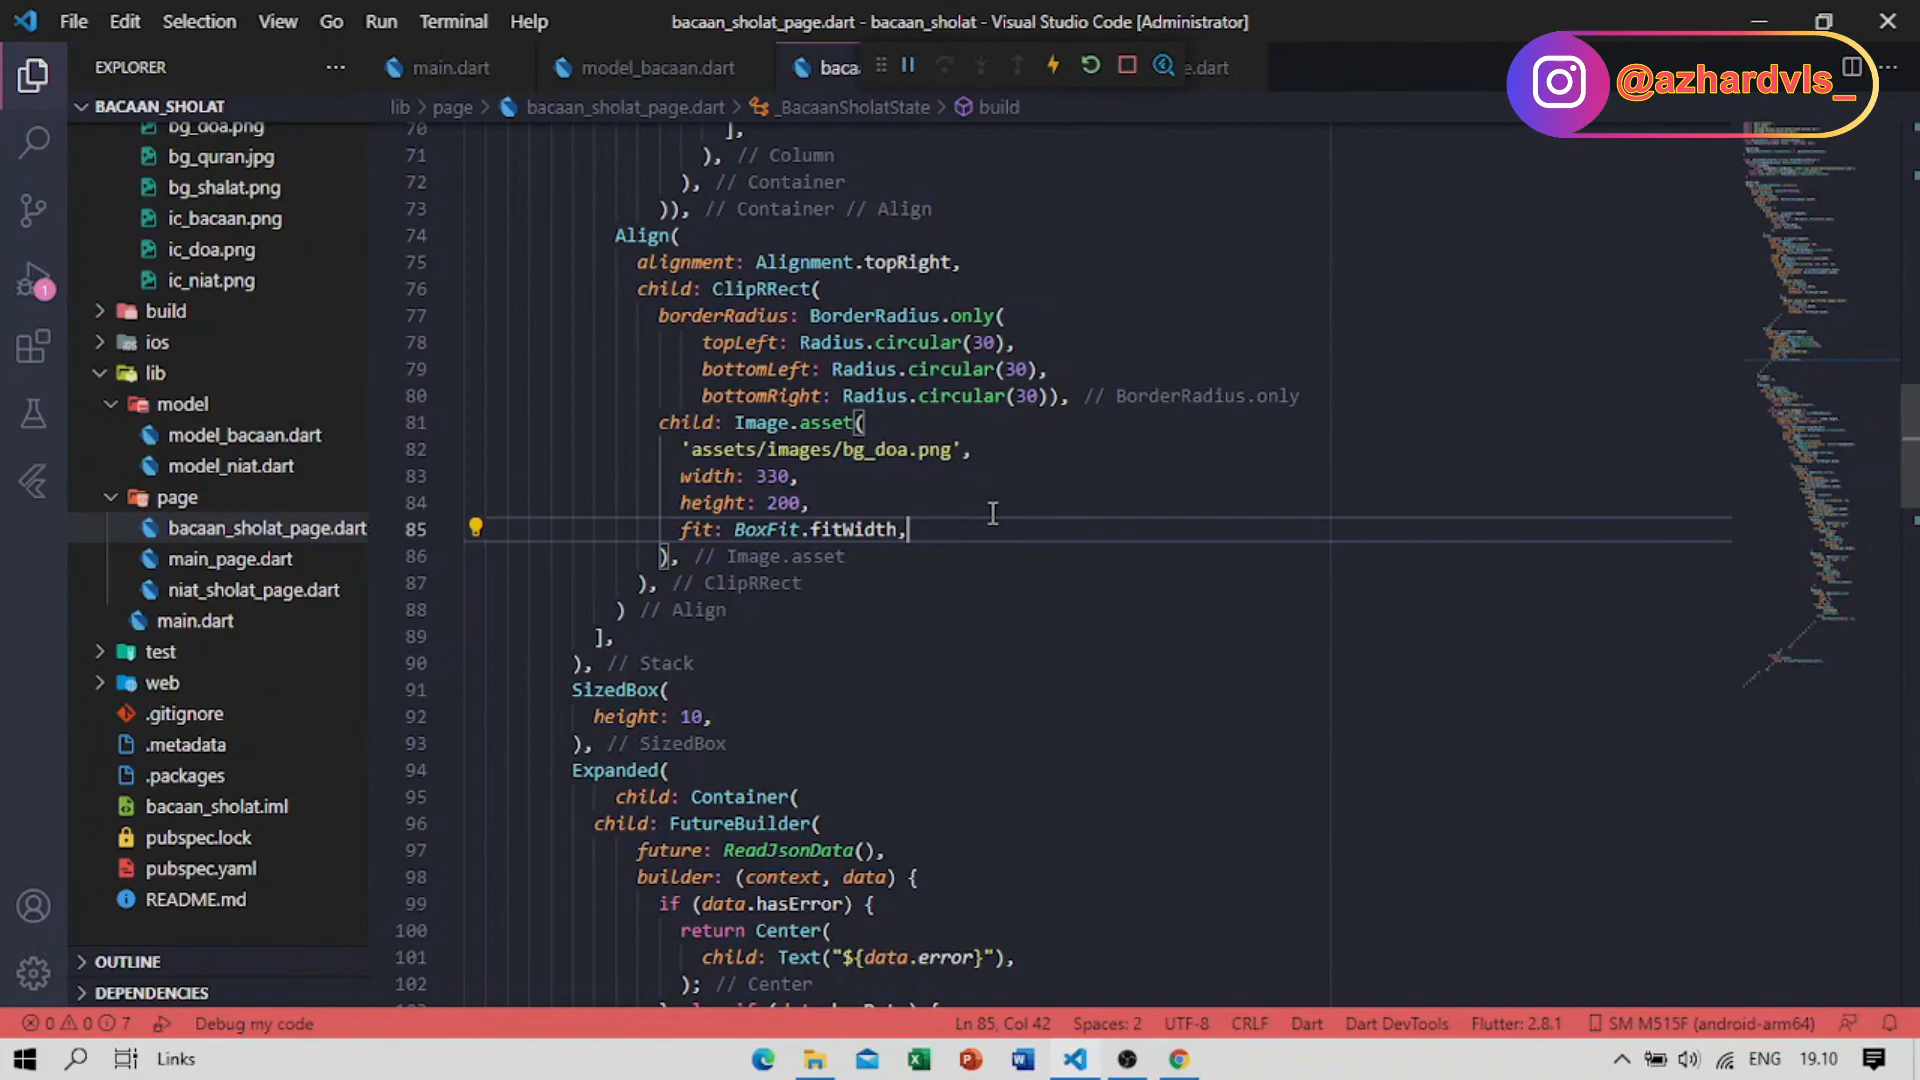 File Edit Selection View Go Run Terminal Help bacaan_sholat_page.dart - bacaan_sholat - Visual Studio Code [Administrator]
@azhardvls_
EXPLORER
main.dart model_bacaan.dart baca e.dart
BACAAN_SHOLAT
lib page bacaan_sholat_page.dart _BacaanSholatState build
bg_doa.png
bg_quran.jpg
bg_shalat.png
ic_bacaan.png
ic_doa.png
ic_niat.png
build
ios
lib
model
model_bacaan.dart
model_niat.dart
page
bacaan_sholat_page.dart
main_page.dart
niat_sholat_page.dart
main.dart
test
web
.gitignore
.metadata
.packages
bacaan_sholat.iml
pubspec.lock
pubspec.yaml
README.md
OUTLINE
DEPENDENCIES
1
70 ],
71 ), // Column
72 ), // Container
73 )), // Container // Align
74 Align(
75 alignment: Alignment.topRight,
76 child: ClipRRect(
77 borderRadius: BorderRadius.only(
78 topLeft: Radius.circular(30),
79 bottomLeft: Radius.circular(30),
80 bottomRight: Radius.circular(30)), // BorderRadius.only
81 child: Image.asset(
82 'assets/images/bg_doa.png',
83 width: 330,
84 height: 200,
85 fit: BoxFit.fitWidth,
86 ), // Image.asset
87 ), // ClipRRect
88 ) // Align
89 ],
90 ), // Stack
91 SizedBox(
92 height: 10,
93 ), // SizedBox
94 Expanded(
95 child: Container(
96 child: FutureBuilder(
97 future: ReadJsonData(),
98 builder: (context, data) {
99 if (data.hasError) {
100 return Center(
101 child: Text("${data.error}"),
102 ); // Center
0 0 7 Debug my code Ln 85, Col 42 Spaces: 2 UTF-8 CRLF Dart Dart DevTools Flutter: 2.8.1 SM M515F (android-arm64)
Links ENG 19.10